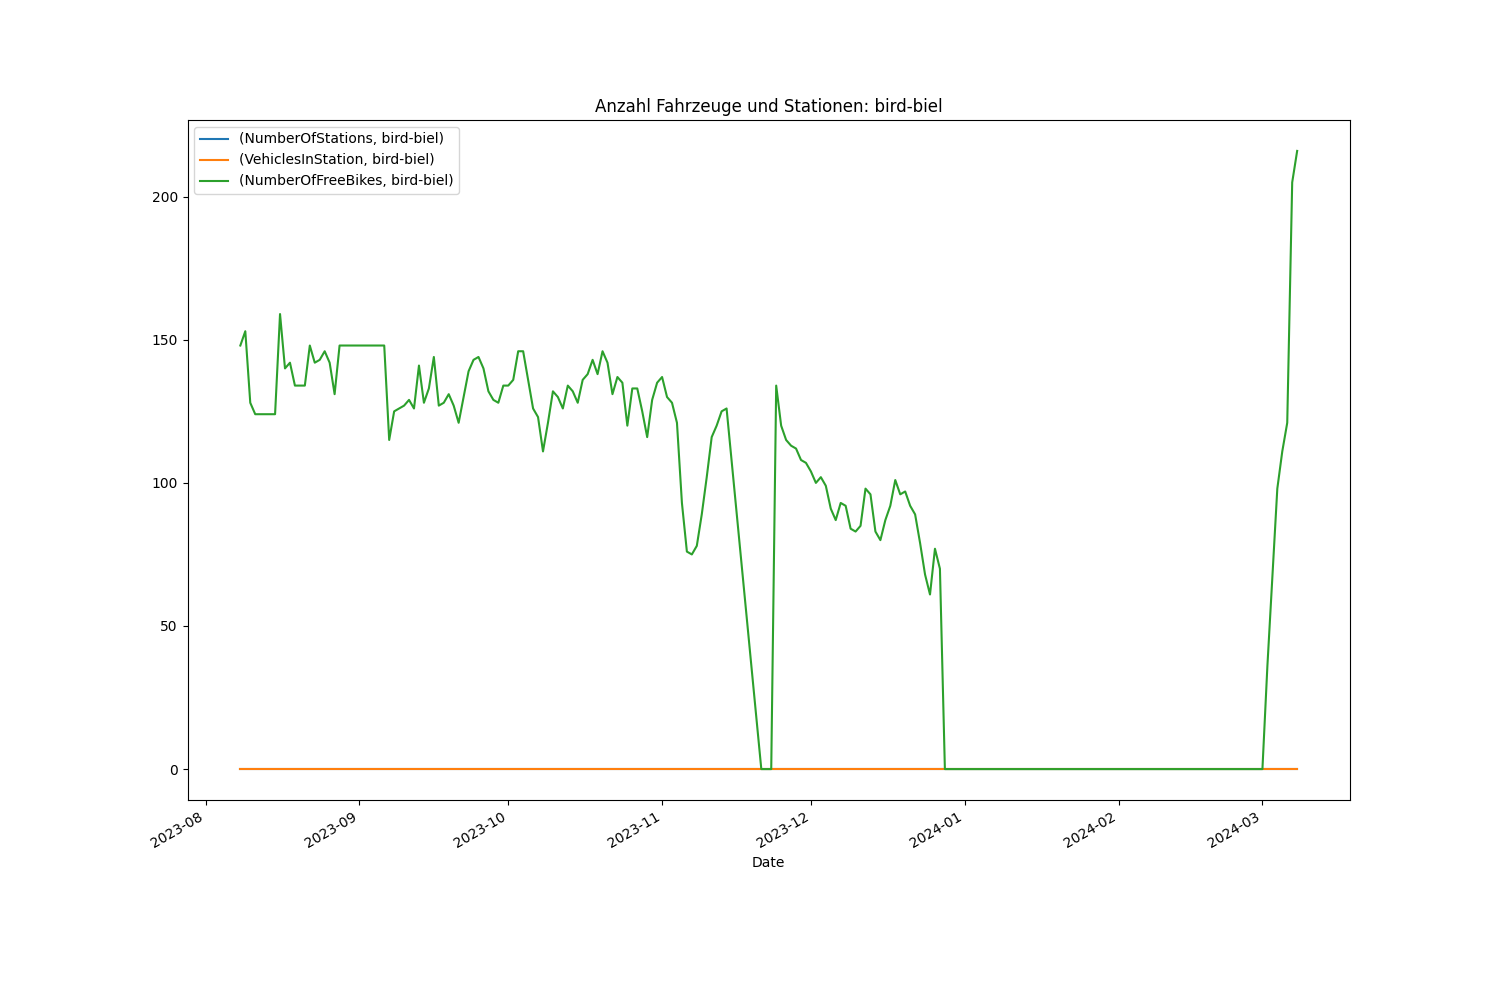 Anzahl Fahrzeuge und Stationen: bird-biel
(NumberOfStations, bird-biel)
(VehiclesInStation, bird-biel)
(NumberOfFreeBikes, bird-biel)
200
150
100
50
0
2023-08
2023-09
2023-10
2023-11
2023-12
2024-01
2024-02
2024-03
Date